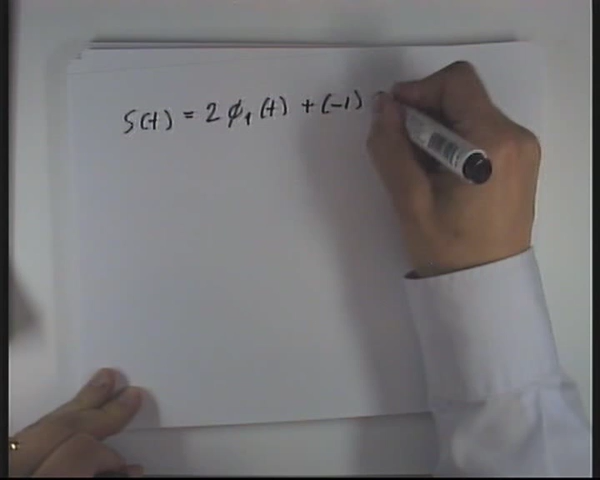 S(t) = 2 ϕ₁(t) + (-1)